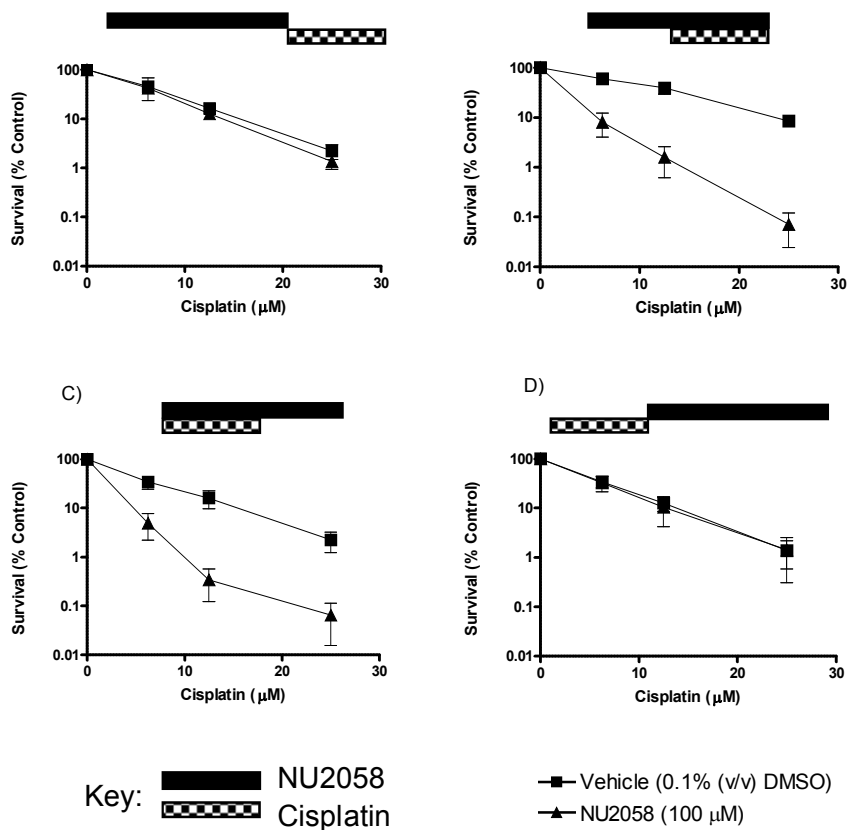 100
10
1
0.1
0.01
0 10 20 30
Survival (% Control)
Cisplatin (μM)
100
10
1
0.1
0.01
0 10 20 30
Survival (% Control)
Cisplatin (μM)
C)
100
10
1
0.1
0.01
0 10 20 30
Survival (% Control)
Cisplatin (μM)
D)
100
10
1
0.1
0.01
0 10 20 30
Survival (% Control)
Cisplatin (μM)
Key:
NU2058
Cisplatin
Vehicle (0.1% (v/v) DMSO)
NU2058 (100 μM)